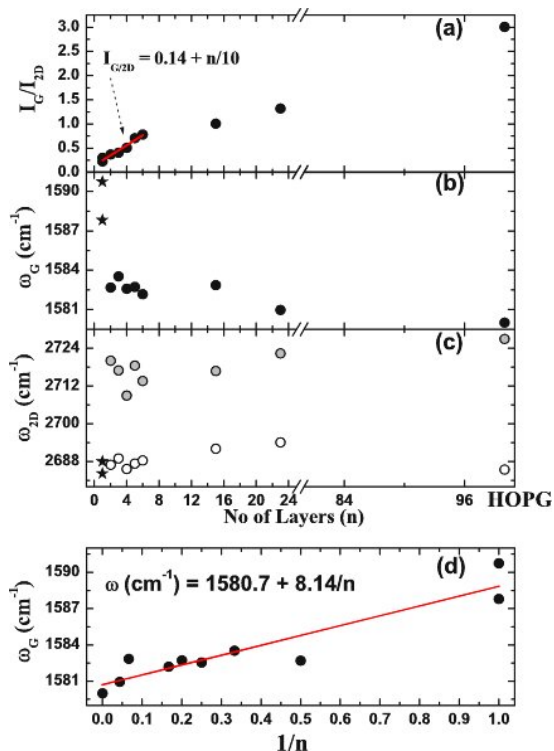 (a)
3.0
2.5
2.0
1.5
1.0
0.5
0.0
I_G/I_2D
I_G/2D = 0.14 + n/10
(b)
1590
1587
1584
1581
ω_G (cm⁻¹)
(c)
2724
2712
2700
2688
ω_2D (cm⁻¹)
0 4 8 12 16 20 24 84 96 HOPG
No of Layers (n)
(d)
ω (cm⁻¹) = 1580.7 + 8.14/n
1590
1587
1584
1581
ω_G (cm⁻¹)
0.0 0.1 0.2 0.3 0.4 0.5 0.6 0.7 0.8 0.9 1.0
1/n